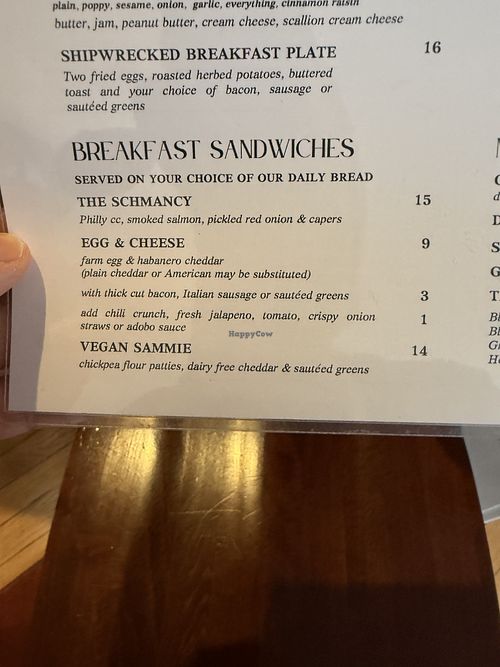 plain, poppy, sesame, onion, garlic, everything, cinnamon raisin
butter, jam, peanut butter, cream cheese, scallion cream cheese
SHIPWRECKED BREAKFAST PLATE 16
Two fried eggs, roasted herbed potatoes, buttered
toast and your choice of bacon, sausage or
sautéed greens
BREAKFAST SANDWICHES
SERVED ON YOUR CHOICE OF OUR DAILY BREAD
THE SCHMANCY 15
Philly cc, smoked salmon, pickled red onion & capers
EGG & CHEESE 9
farm egg & habanero cheddar
(plain cheddar or American may be substituted)
with thick cut bacon, Italian sausage or sautéed greens 3
add chili crunch, fresh jalapeno, tomato, crispy onion
straws or adobo sauce 1
HappyCow
VEGAN SAMMIE 14
chickpea flour patties, dairy free cheddar & sautéed greens